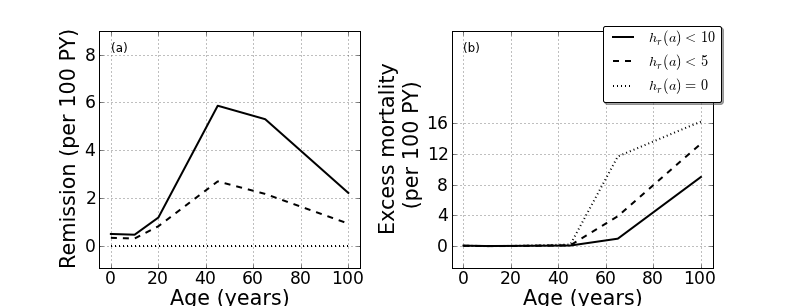 (a)
Remission (per 100 PY)
8
6
4
2
0
0 20 40 60 80 100
Age (years)
(b)
Excess mortality
(per 100 PY)
16
12
8
4
0
0 20 40 60 80 100
Age (years)
h_r(a) < 10
h_r(a) < 5
h_r(a) = 0